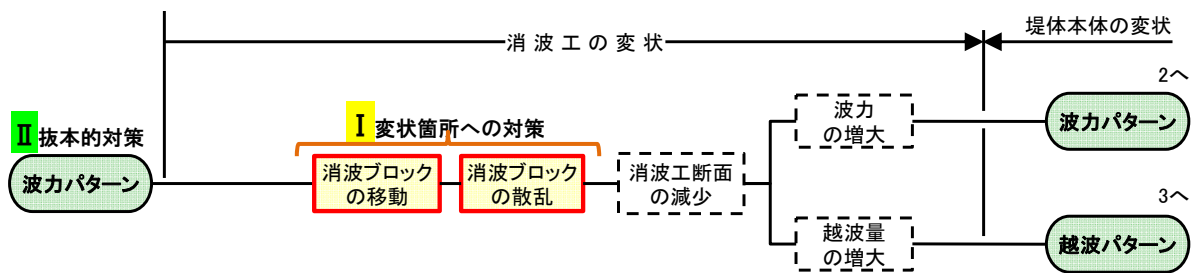 消波工の変状
堤体本体の変状
2へ
Ⅱ抜本的対策
Ⅰ 変状箇所への対策
波力パターン
消波ブロック
の移動
消波ブロック
の散乱
消波工断面
の減少
波力
の増大
波力パターン
3へ
越波量
の増大
越波パターン